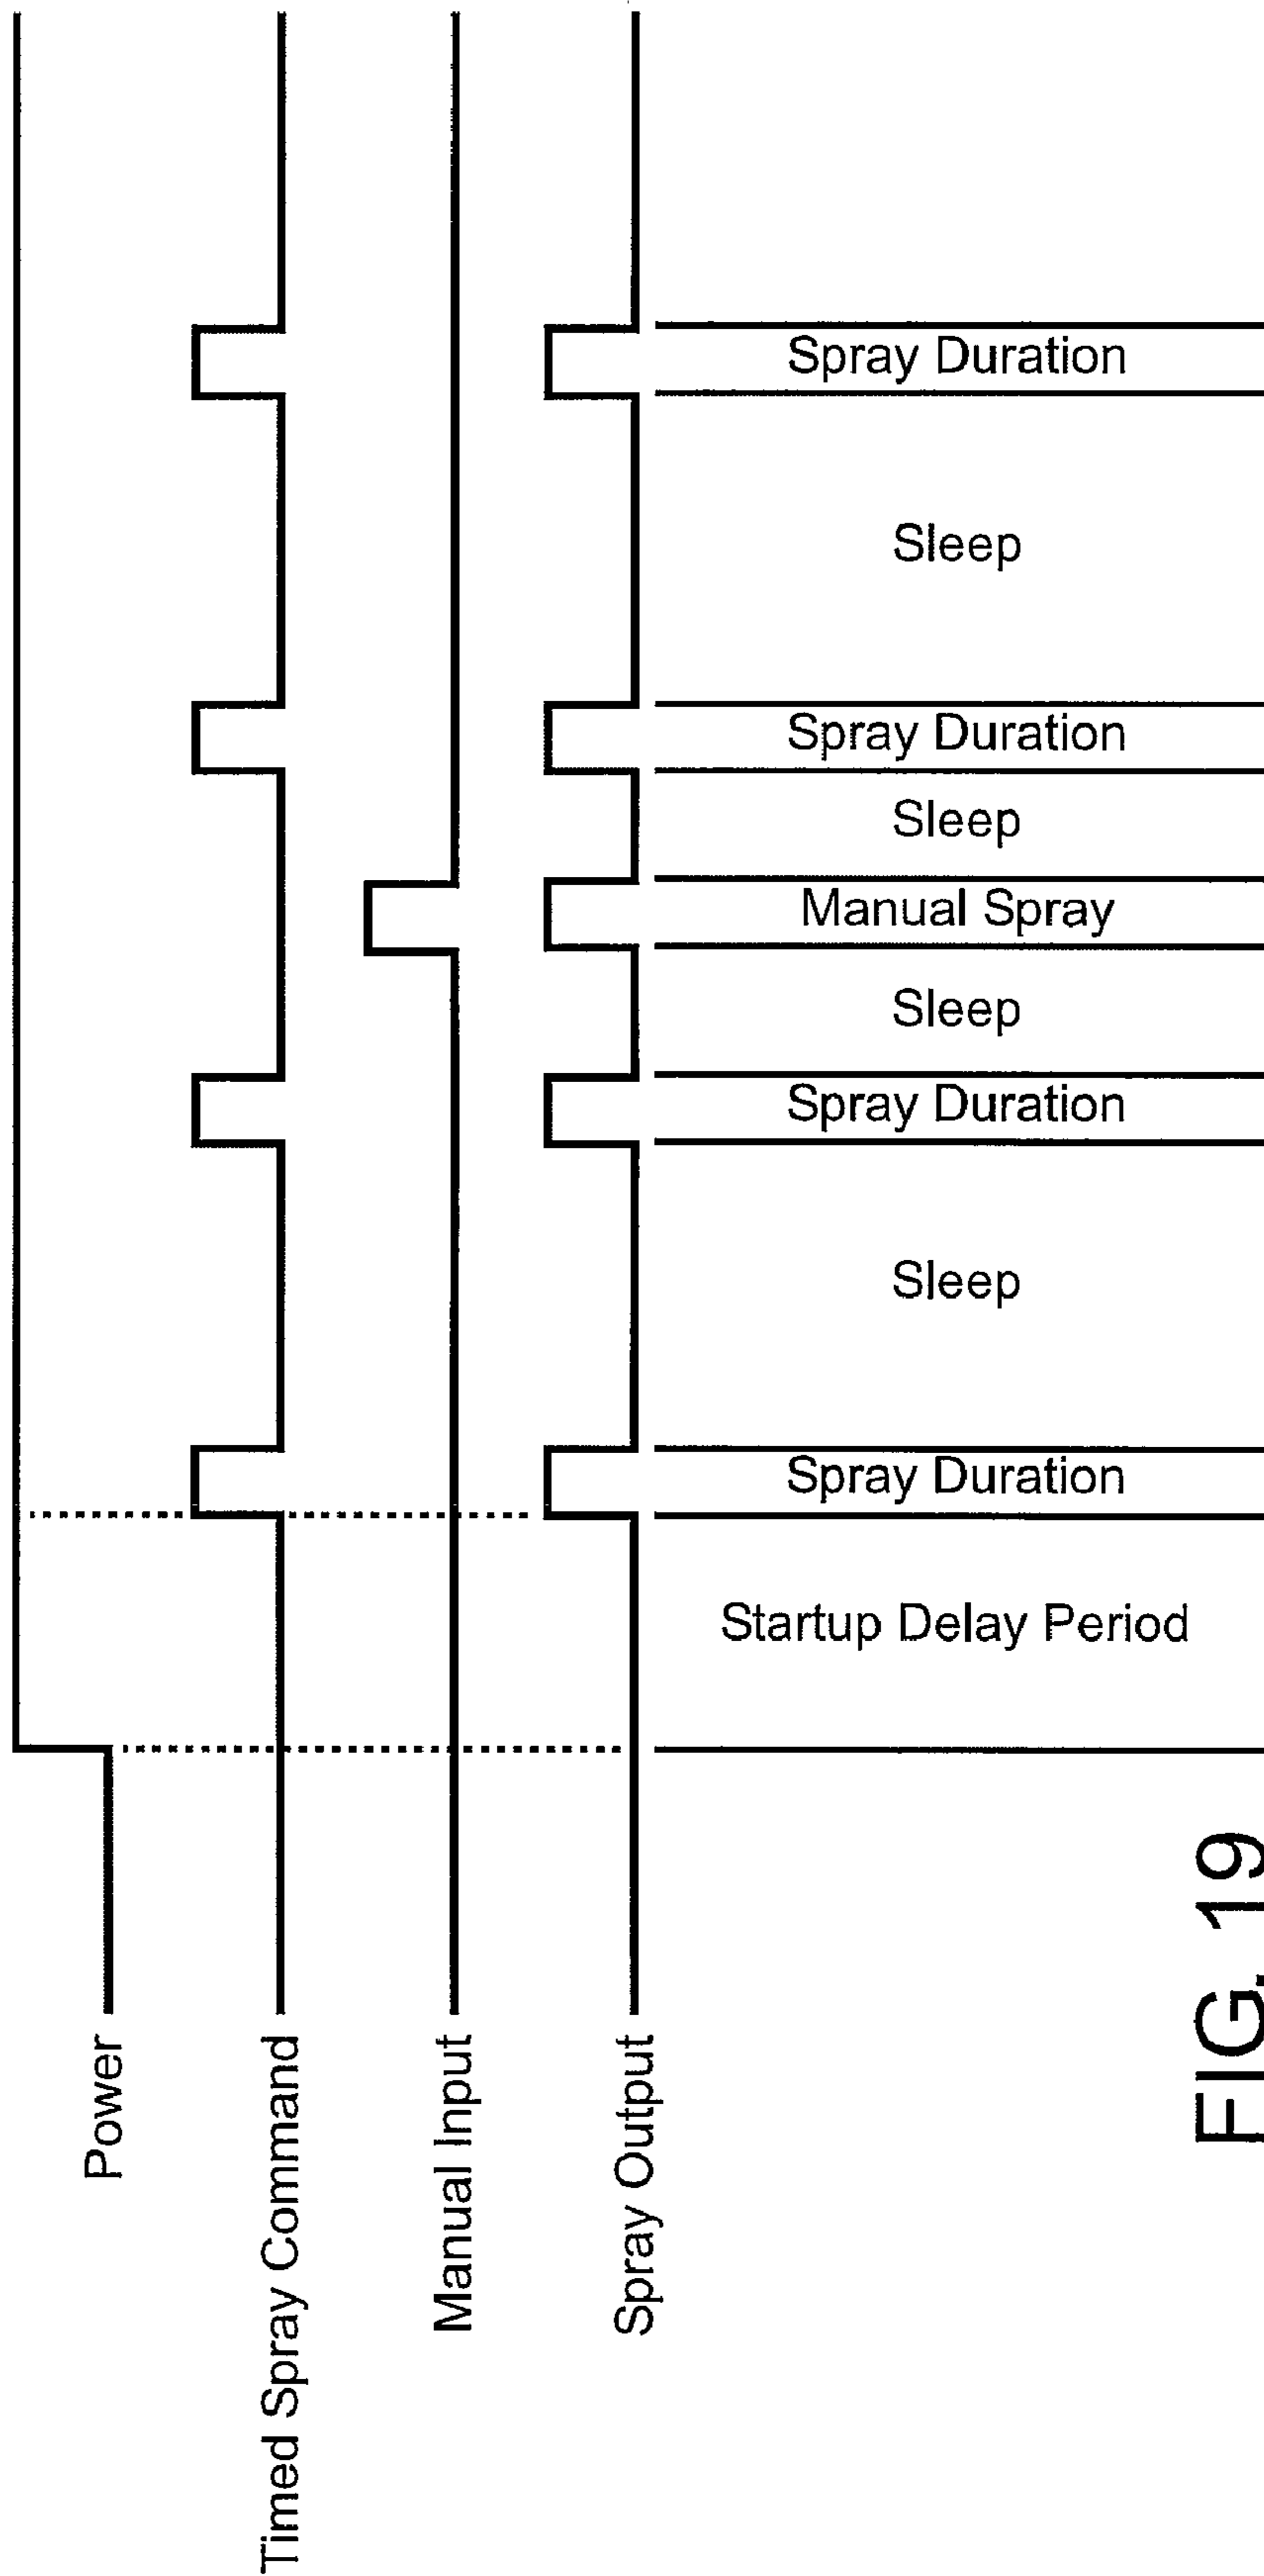 Power
Timed Spray Command
Manual Input
Spray Output
Startup Delay Period
Spray Duration
Sleep
Spray Duration
Sleep
Manual Spray
Sleep
Spray Duration
Sleep
Spray Duration
FIG. 19